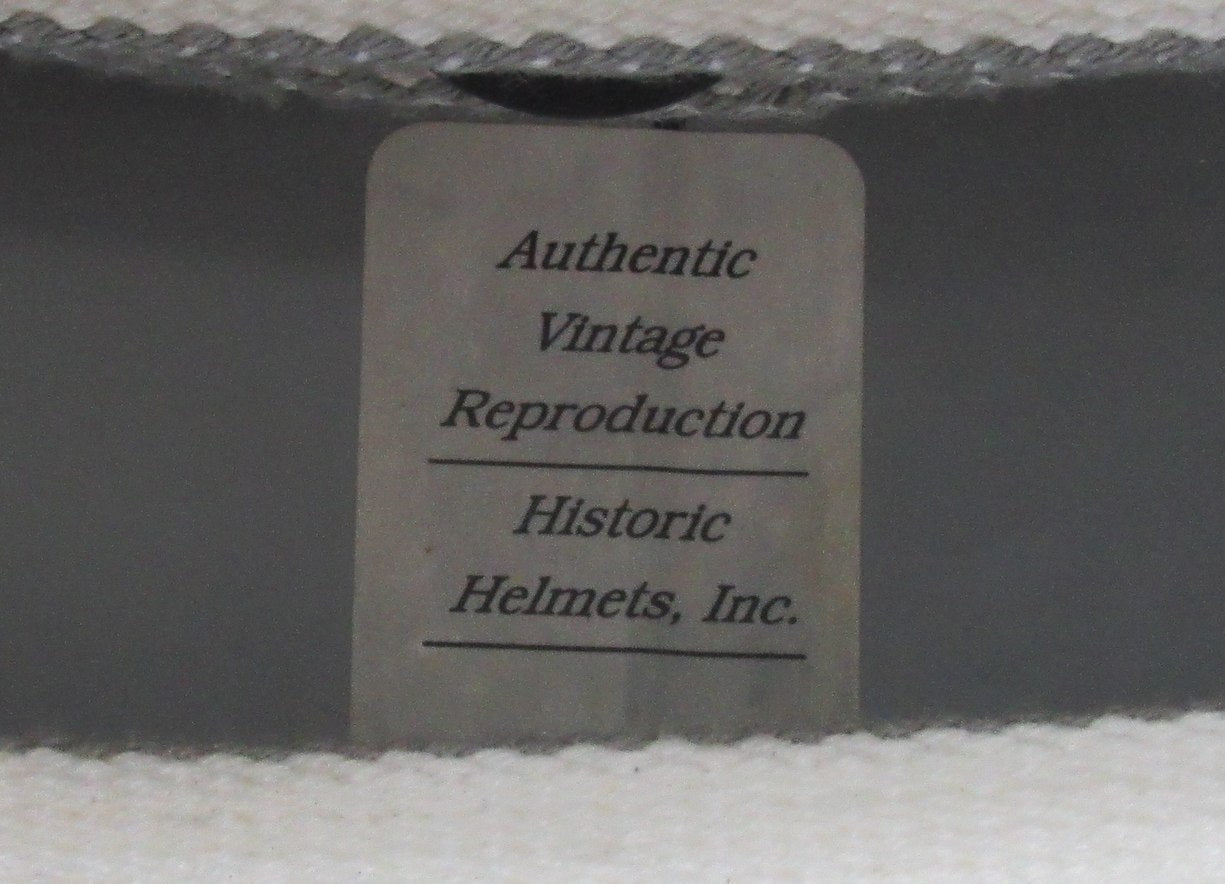 Authentic
Vintage
Reproduction
Historic
Helmets, Inc.